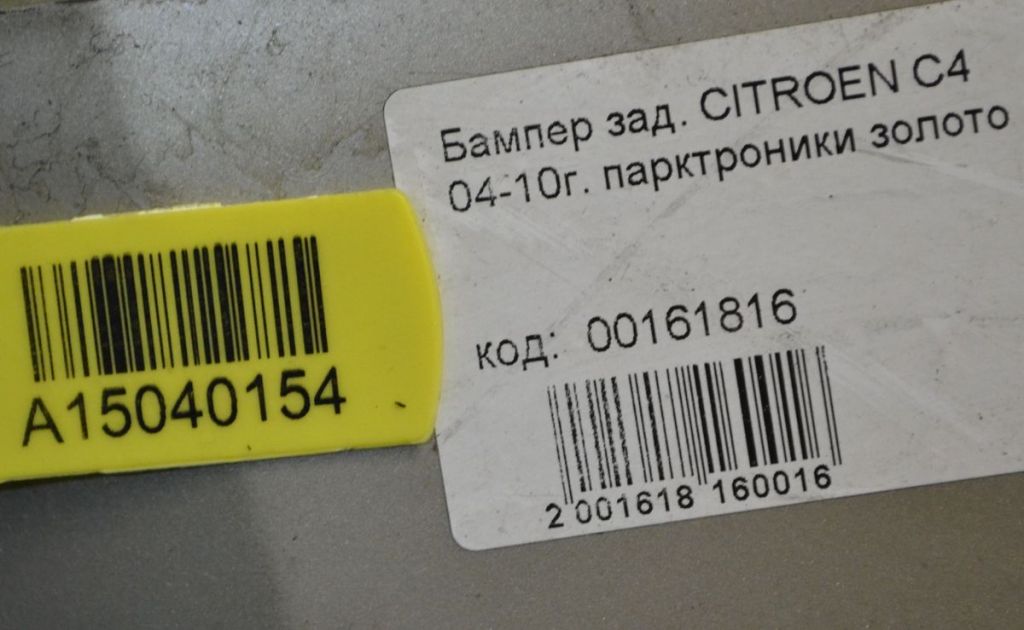 Бампер зад. CITROEN C4
04-10г. парктроники золото
код: 00161816
2 001618 160016
A15040154